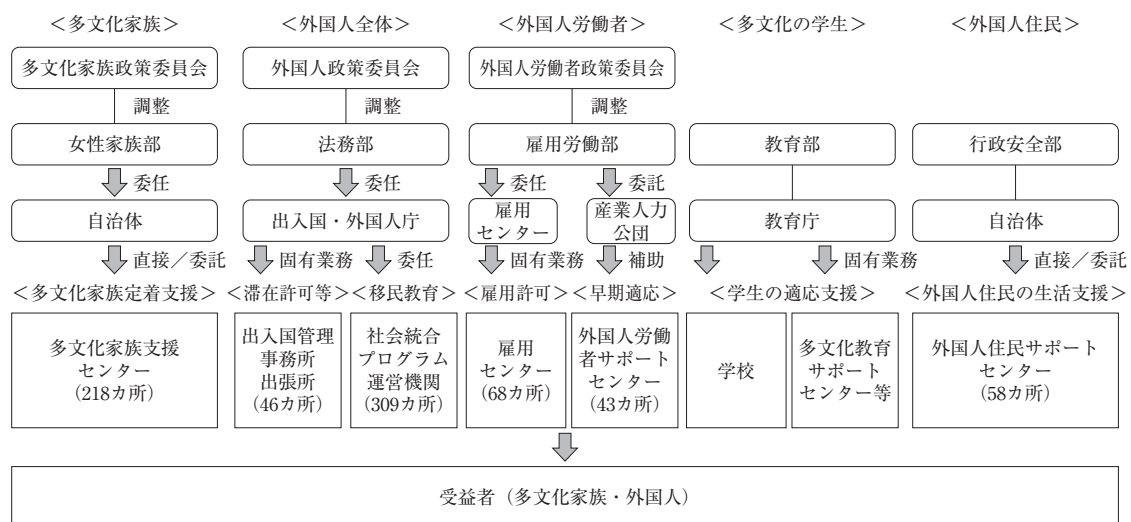 ＜多文化家族＞ ＜外国人全体＞ ＜外国人労働者＞ ＜多文化の学生＞ ＜外国人住民＞
多文化家族政策委員会 外国人政策委員会 外国人労働者政策委員会
調整 調整 調整
女性家族部 法務部 雇用労働部 教育部 行政安全部
委任 委任 委任 委託
自治体 出入国・外国人庁 雇用 産業人力 教育庁 自治体
センター 公団
直接／委託 固有業務 委任 固有業務 補助 固有業務 直接／委託
＜多文化家族定着支援＞ ＜滞在許可等＞ ＜移民教育＞ ＜雇用許可＞ ＜早期適応＞ ＜学生の適応支援＞ ＜外国人住民の生活支援＞
多文化家族支援
センター
（218カ所）
出入国管理
事務所
出張所
（46カ所）
社会統合
プログラム
運営機関
（309カ所）
雇用
センター
（68カ所）
外国人労働
者サポート
センター
（43カ所）
学校
多文化教育
サポート
センター等
外国人住民サポート
センター
（58カ所）
受益者（多文化家族・外国人）